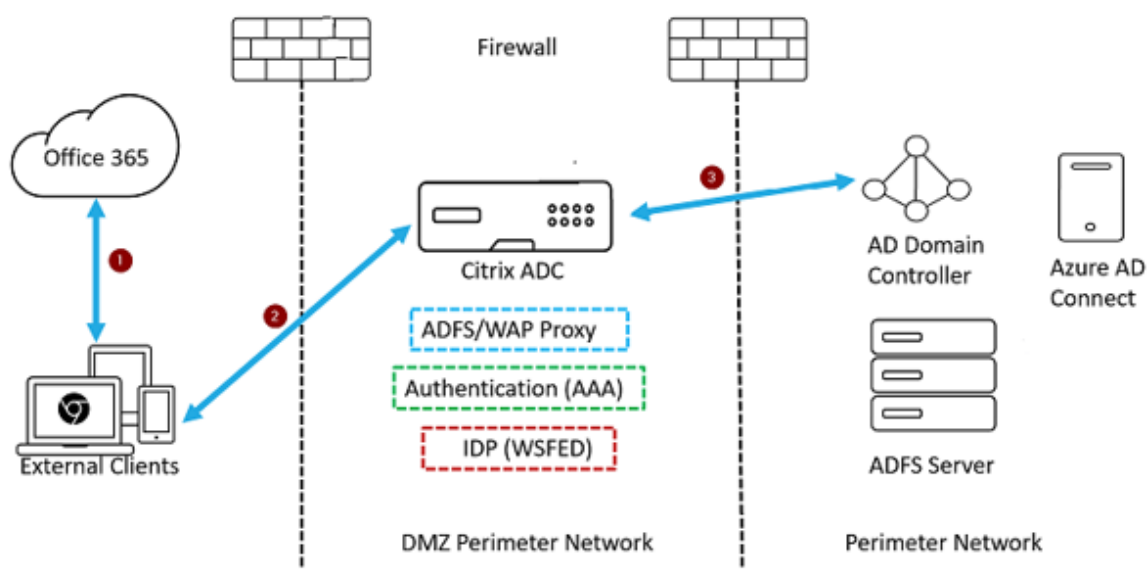 Firewall
Office 365
1
2
3
External Clients
Citrix ADC
ADFS/WAP Proxy
Authentication (AAA)
IDP (WSFED)
DMZ Perimeter Network
AD Domain
Controller
Azure AD
Connect
ADFS Server
Perimeter Network